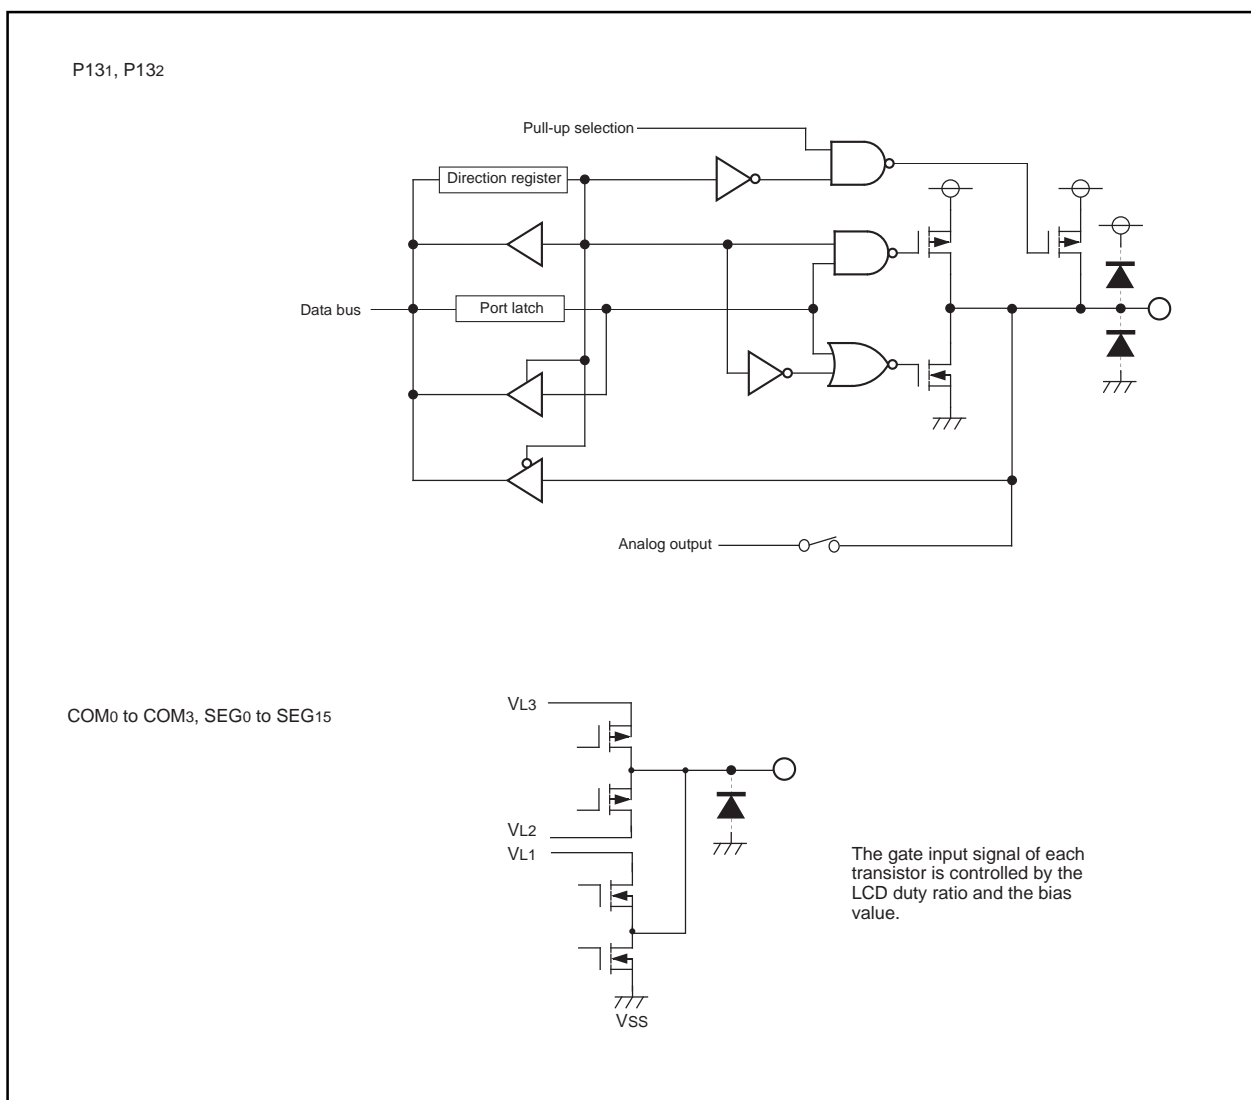 P131, P132
Pull-up selection
Direction register
Data bus
Port latch
Analog output
COM0 to COM3, SEG0 to SEG15
VL3
VL2
VL1
VSS
The gate input signal of each
transistor is controlled by the
LCD duty ratio and the bias
value.